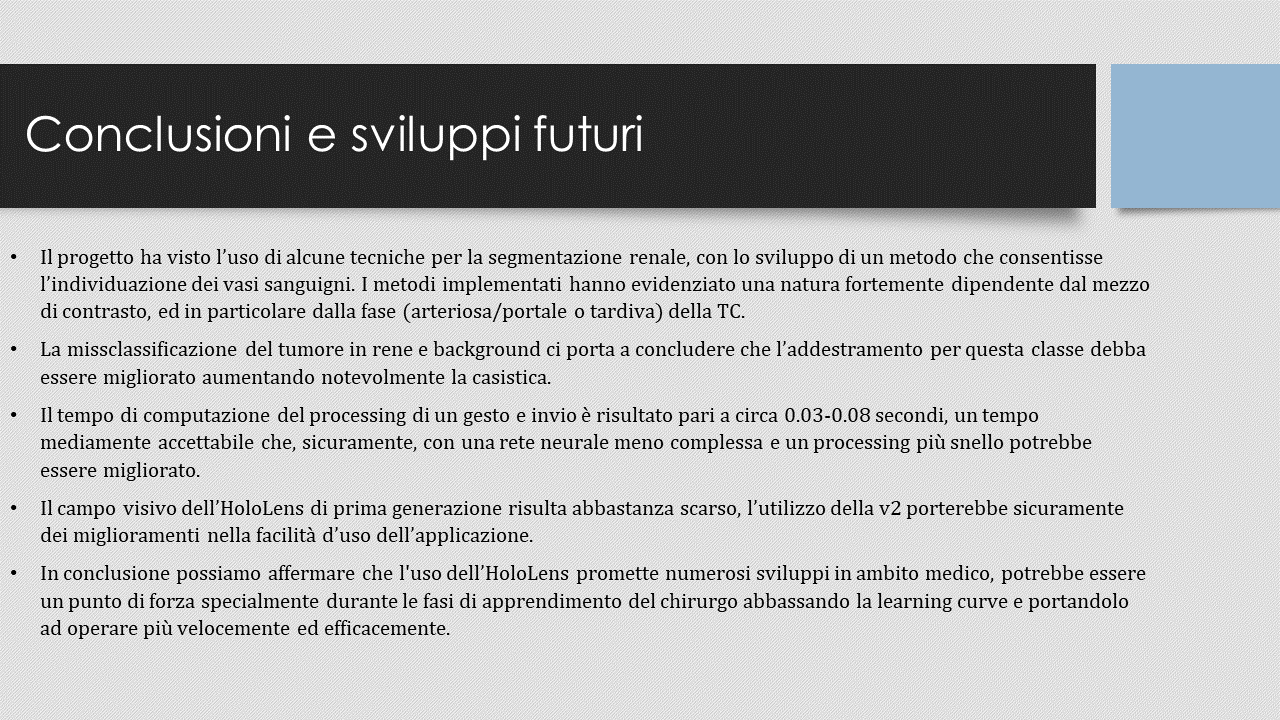 Conclusioni e sviluppi futuri
• Il progetto ha visto l’uso di alcune tecniche per la segmentazione renale, con lo sviluppo di un metodo che consentisse
l’individuazione dei vasi sanguigni. I metodi implementati hanno evidenziato una natura fortemente dipendente dal mezzo
di contrasto, ed in particolare dalla fase (arteriosa/portale o tardiva) della TC.
• La missclassificazione del tumore in rene e background ci porta a concludere che l’addestramento per questa classe debba
essere migliorato aumentando notevolmente la casistica.
• Il tempo di computazione del processing di un gesto e invio è risultato pari a circa 0.03-0.08 secondi, un tempo
mediamente accettabile che, sicuramente, con una rete neurale meno complessa e un processing più snello potrebbe
essere migliorato.
• Il campo visivo dell’HoloLens di prima generazione risulta abbastanza scarso, l’utilizzo della v2 porterebbe sicuramente
dei miglioramenti nella facilità d’uso dell’applicazione.
• In conclusione possiamo affermare che l'uso dell’HoloLens promette numerosi sviluppi in ambito medico, potrebbe essere
un punto di forza specialmente durante le fasi di apprendimento del chirurgo abbassando la learning curve e portandolo
ad operare più velocemente ed efficacemente.